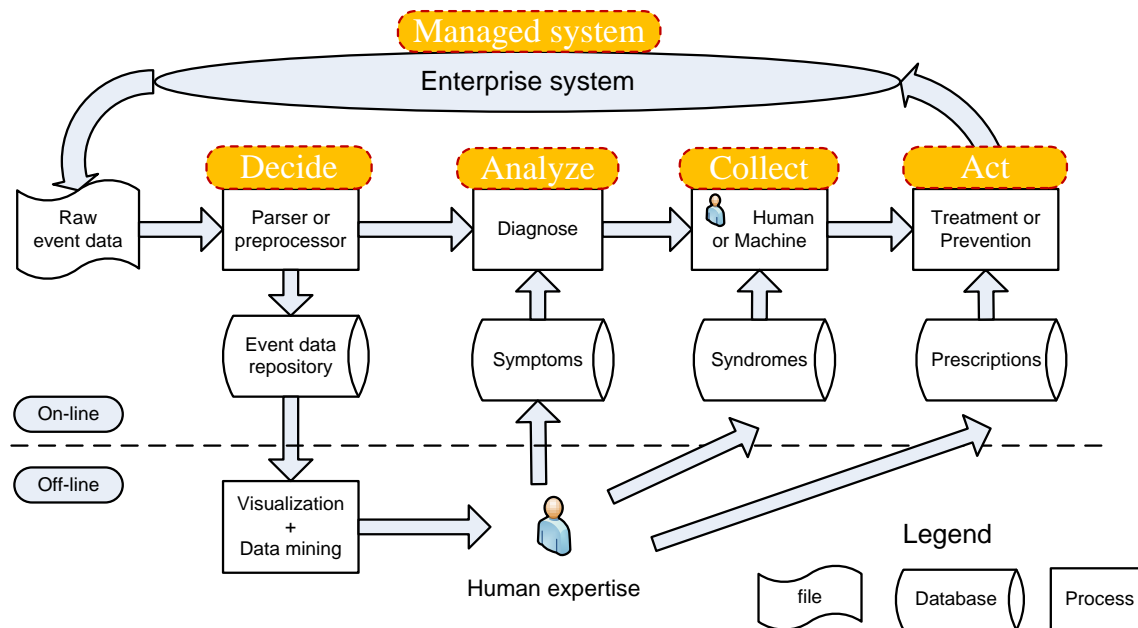 Managed system
Enterprise system
Decide
Analyze
Collect
Act
Raw
event data
Parser or
preprocessor
Diagnose
Human
or Machine
Treatment or
Prevention
Event data
repository
Symptoms
Syndromes
Prescriptions
On-line
Off-line
Visualization
+
Data mining
Human expertise
Legend
file
Database
Process